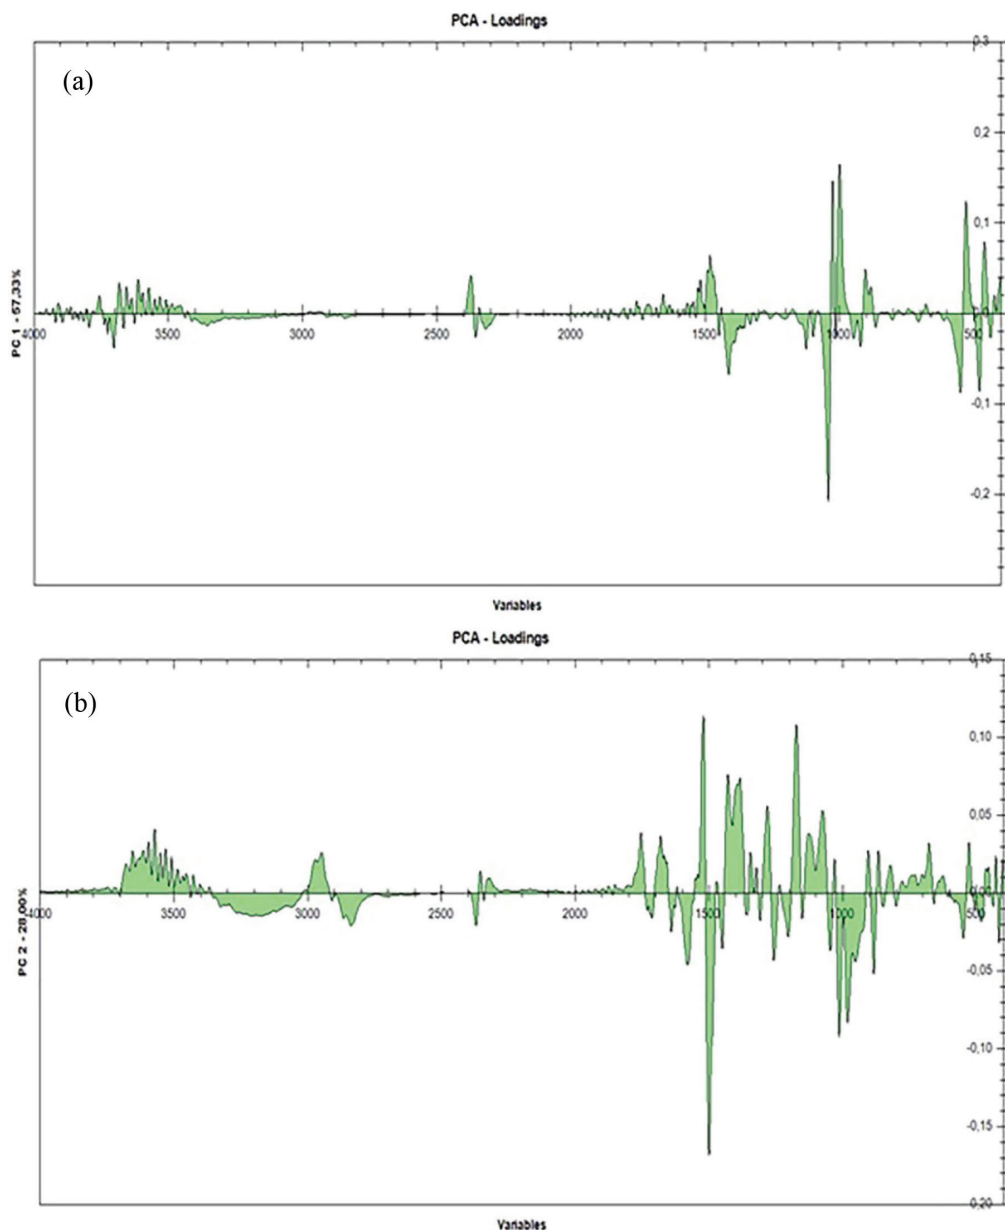 PCA - Loadings
(a)
0,3
0,2
0,1
-0,1
-0,2
4000 3500 3000 2500 2000 1500 1000 500
PC 1 - 57,33%
Variables
PCA - Loadings
(b)
0,15
0,10
0,05
-0,05
-0,10
-0,15
0,20
4000 3500 3000 2500 2000 1500 1000 500
PC 2 - 28,00%
Variables